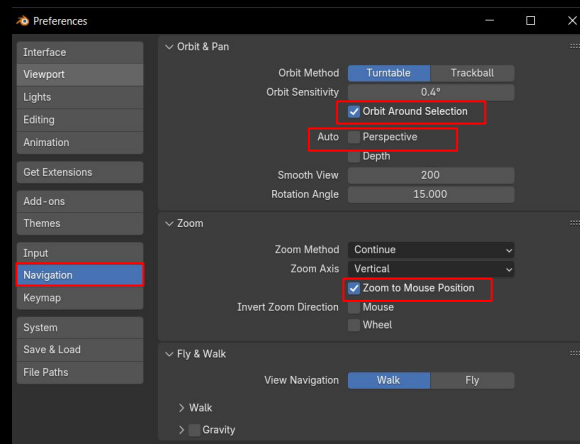 Preferences
Interface
Viewport
Lights
Editing
Animation
Get Extensions
Add-ons
Themes
Input
Navigation
Keymap
System
Save & Load
File Paths
Orbit & Pan
Orbit Method Turntable Trackball
Orbit Sensitivity 0.4°
Orbit Around Selection
Auto Perspective
Depth
Smooth View 200
Rotation Angle 15.000
Zoom
Zoom Method Continue
Zoom Axis Vertical
Zoom to Mouse Position
Invert Zoom Direction Mouse
Wheel
Fly & Walk
View Navigation Walk Fly
Walk
Gravity